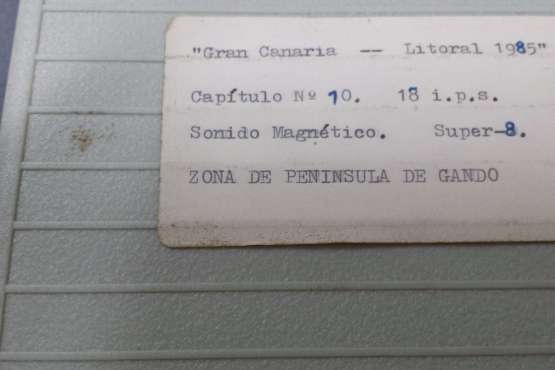 "Gran Canaria -- Litoral 1985"
Capítulo Nº 10. 18 i.p.s.
Sonido Magnético. Super-8.
ZONA DE PENINSULA DE GANDO